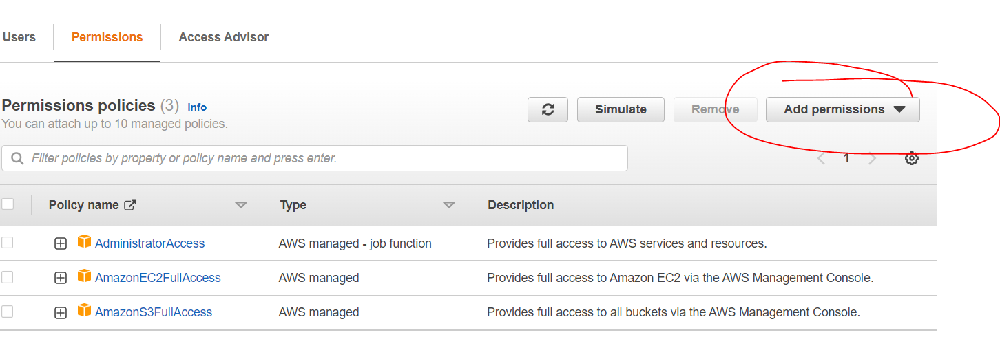 Users Permissions Access Advisor
Permissions policies (3) Info
You can attach up to 10 managed policies.
Simulate Remove Add permissions
Filter policies by property or policy name and press enter.
1
Policy name Type Description
AdministratorAccess AWS managed - job function Provides full access to AWS services and resources.
AmazonEC2FullAccess AWS managed Provides full access to Amazon EC2 via the AWS Management Console.
AmazonS3FullAccess AWS managed Provides full access to all buckets via the AWS Management Console.